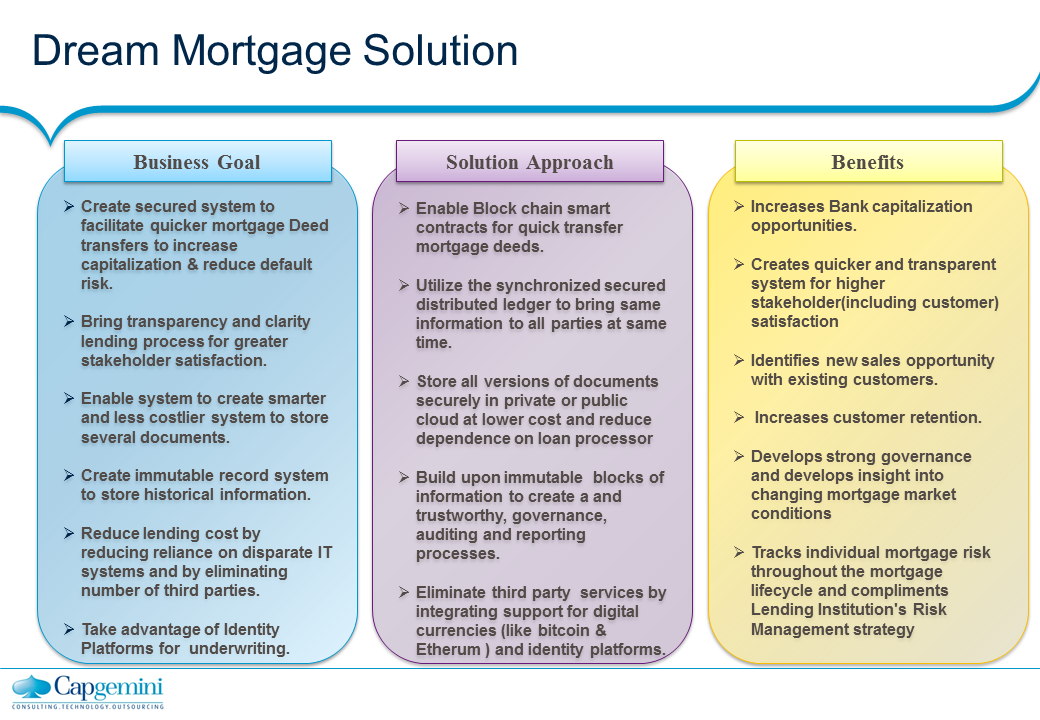 Dream Mortgage Solution
Business Goal
➢ Create secured system to
facilitate quicker mortgage Deed
transfers to increase
capitalization & reduce default
risk.
➢ Bring transparency and clarity
lending process for greater
stakeholder satisfaction.
➢ Enable system to create smarter
and less costlier system to store
several documents.
➢ Create immutable record system
to store historical information.
➢ Reduce lending cost by
reducing reliance on disparate IT
systems and by eliminating
number of third parties.
➢ Take advantage of Identity
Platforms for underwriting.
Solution Approach
➢ Enable Block chain smart
contracts for quick transfer
mortgage deeds.
➢ Utilize the synchronized secured
distributed ledger to bring same
information to all parties at same
time.
➢ Store all versions of documents
securely in private or public
cloud at lower cost and reduce
dependence on loan processor
➢ Build upon immutable blocks of
information to create a and
trustworthy, governance,
auditing and reporting
processes.
➢ Eliminate third party services by
integrating support for digital
currencies (like bitcoin &
Etherum ) and identity platforms.
Benefits
➢ Increases Bank capitalization
opportunities.
➢ Creates quicker and transparent
system for higher
stakeholder(including customer)
satisfaction
➢ Identifies new sales opportunity
with existing customers.
➢ Increases customer retention.
➢ Develops strong governance
and develops insight into
changing mortgage market
conditions
➢ Tracks individual mortgage risk
throughout the mortgage
lifecycle and compliments
Lending Institution's Risk
Management strategy
Capgemini
CONSULTING.TECHNOLOGY.OUTSOURCING